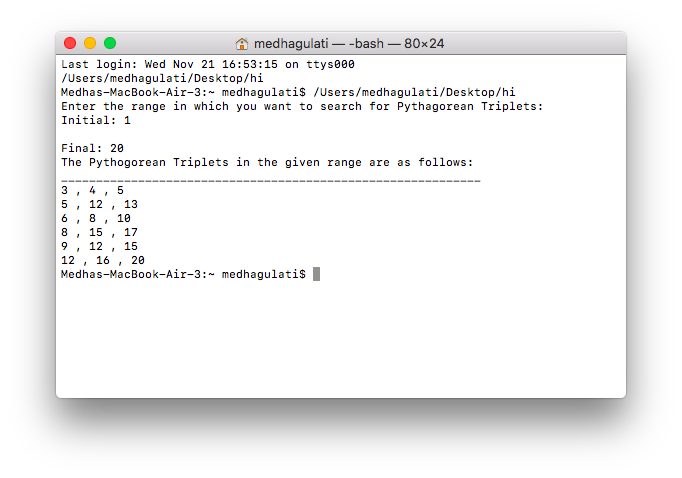 medhagulati — -bash — 80×24
Last login: Wed Nov 21 16:53:15 on ttys000
/Users/medhagulati/Desktop/hi
Medhas-MacBook-Air-3:~ medhagulati$ /Users/medhagulati/Desktop/hi
Enter the range in which you want to search for Pythagorean Triplets:
Initial: 1
Final: 20
The Pythogorean Triplets in the given range are as follows:
____________________________________________________________
3 , 4 , 5
5 , 12 , 13
6 , 8 , 10
8 , 15 , 17
9 , 12 , 15
12 , 16 , 20
Medhas-MacBook-Air-3:~ medhagulati$